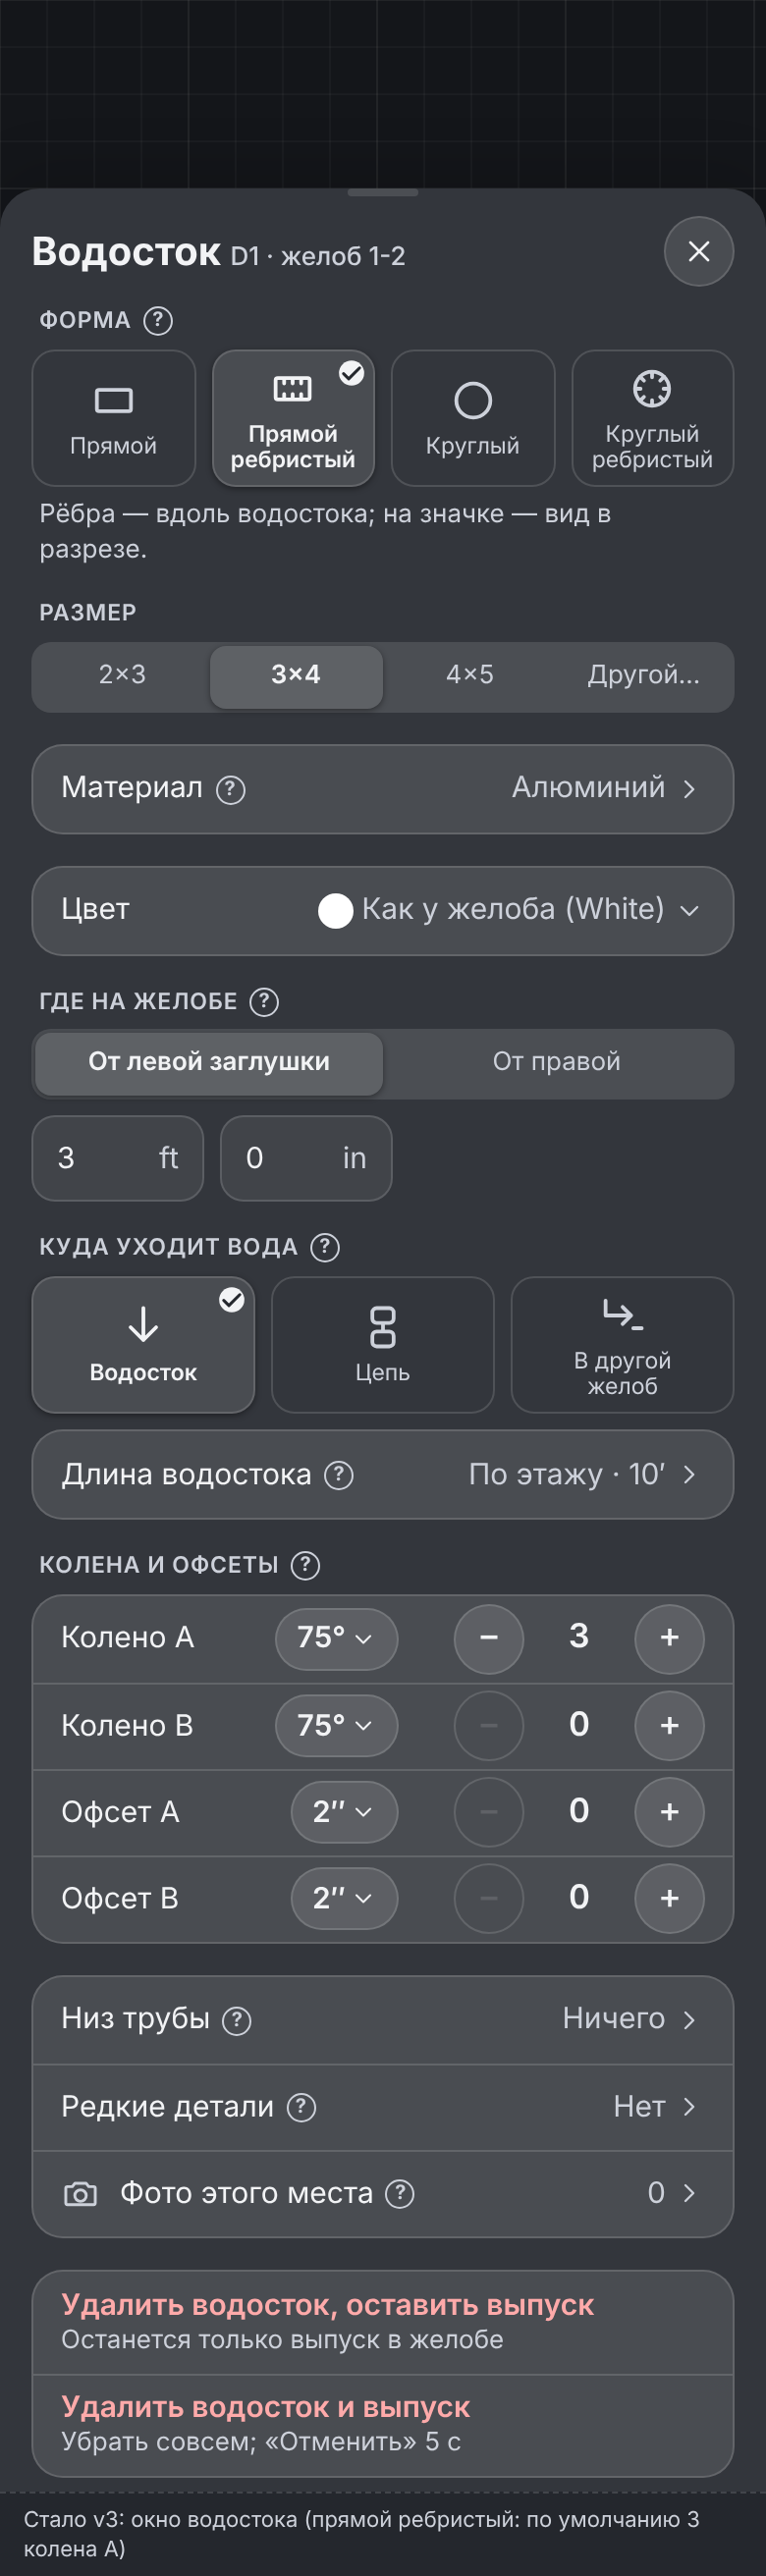 Водосток D1 · желоб 1-2
ФОРМА ?
Прямой
Прямой
ребристый
Круглый
Круглый
ребристый
Рёбра — вдоль водостока; на значке — вид в
разрезе.
РАЗМЕР
2×3 3×4 4×5 Другой...
Материал ? Алюминий
Цвет Как у желоба (White)
ГДЕ НА ЖЕЛОБЕ ?
От левой заглушки От правой
3 ft 0 in
КУДА УХОДИТ ВОДА ?
Водосток
Цепь
В другой
желоб
Длина водостока ? По этажу · 10′
КОЛЕНА И ОФСЕТЫ ?
Колено A 75° − 3 +
Колено B 75° − 0 +
Офсет A 2″ − 0 +
Офсет B 2″ − 0 +
Низ трубы ? Ничего
Редкие детали ? Нет
Фото этого места ? 0
Удалить водосток, оставить выпуск
Останется только выпуск в желобе
Удалить водосток и выпуск
Убрать совсем; «Отменить» 5 с
Стало v3: окно водостока (прямой ребристый: по умолчанию 3
колена A)